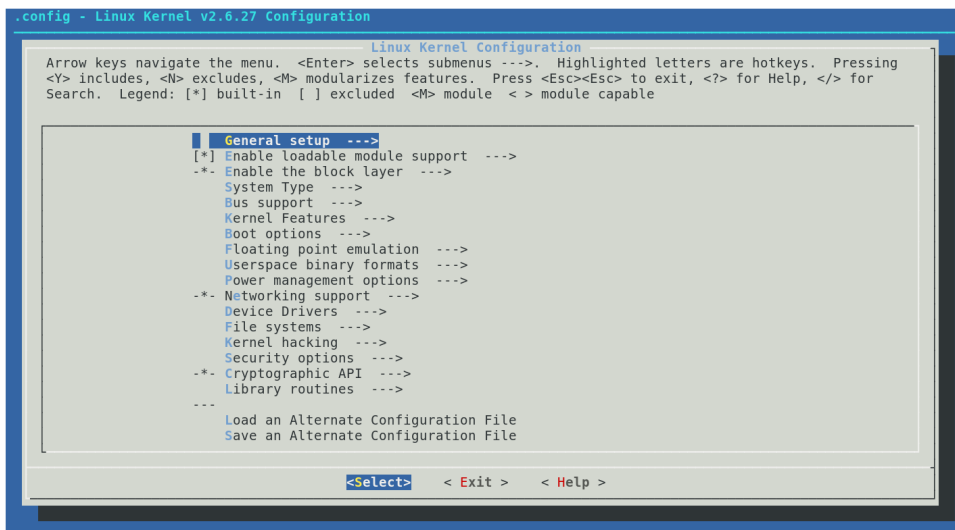 .config - Linux Kernel v2.6.27 Configuration
Linux Kernel Configuration
Arrow keys navigate the menu.  <Enter> selects submenus --->.  Highlighted letters are hotkeys.  Pressing
<Y> includes, <N> excludes, <M> modularizes features.  Press <Esc><Esc> to exit, <?> for Help, </> for
Search.  Legend: [*] built-in  [ ] excluded  <M> module  < > module capable
General setup  --->
[*] Enable loadable module support  --->
-*- Enable the block layer  --->
System Type  --->
Bus support  --->
Kernel Features  --->
Boot options  --->
Floating point emulation  --->
Userspace binary formats  --->
Power management options  --->
-*- Networking support  --->
Device Drivers  --->
File systems  --->
Kernel hacking  --->
Security options  --->
-*- Cryptographic API  --->
Library routines  --->
---
Load an Alternate Configuration File
Save an Alternate Configuration File
<Select>    < Exit >    < Help >